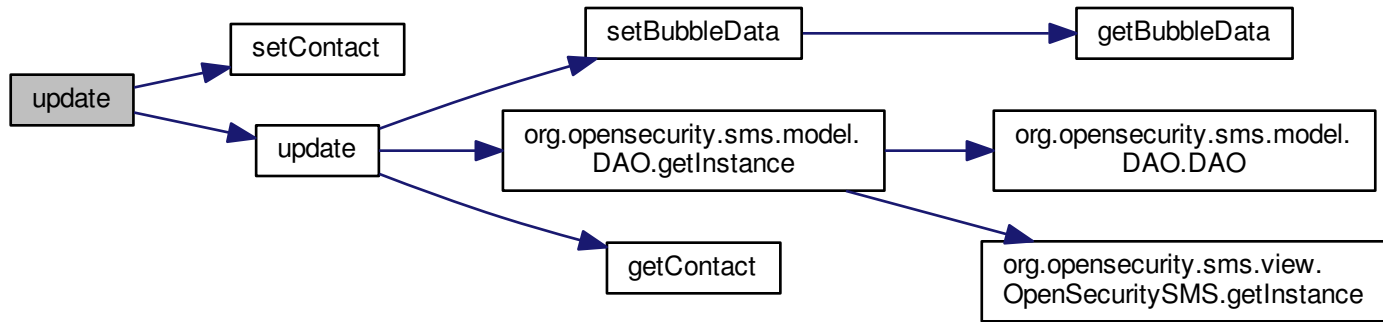 update
setContact
update
setBubbleData
org.opensecurity.sms.model.
DAO.getInstance
getContact
getBubbleData
org.opensecurity.sms.model.
DAO.DAO
org.opensecurity.sms.view.
OpenSecuritySMS.getInstance